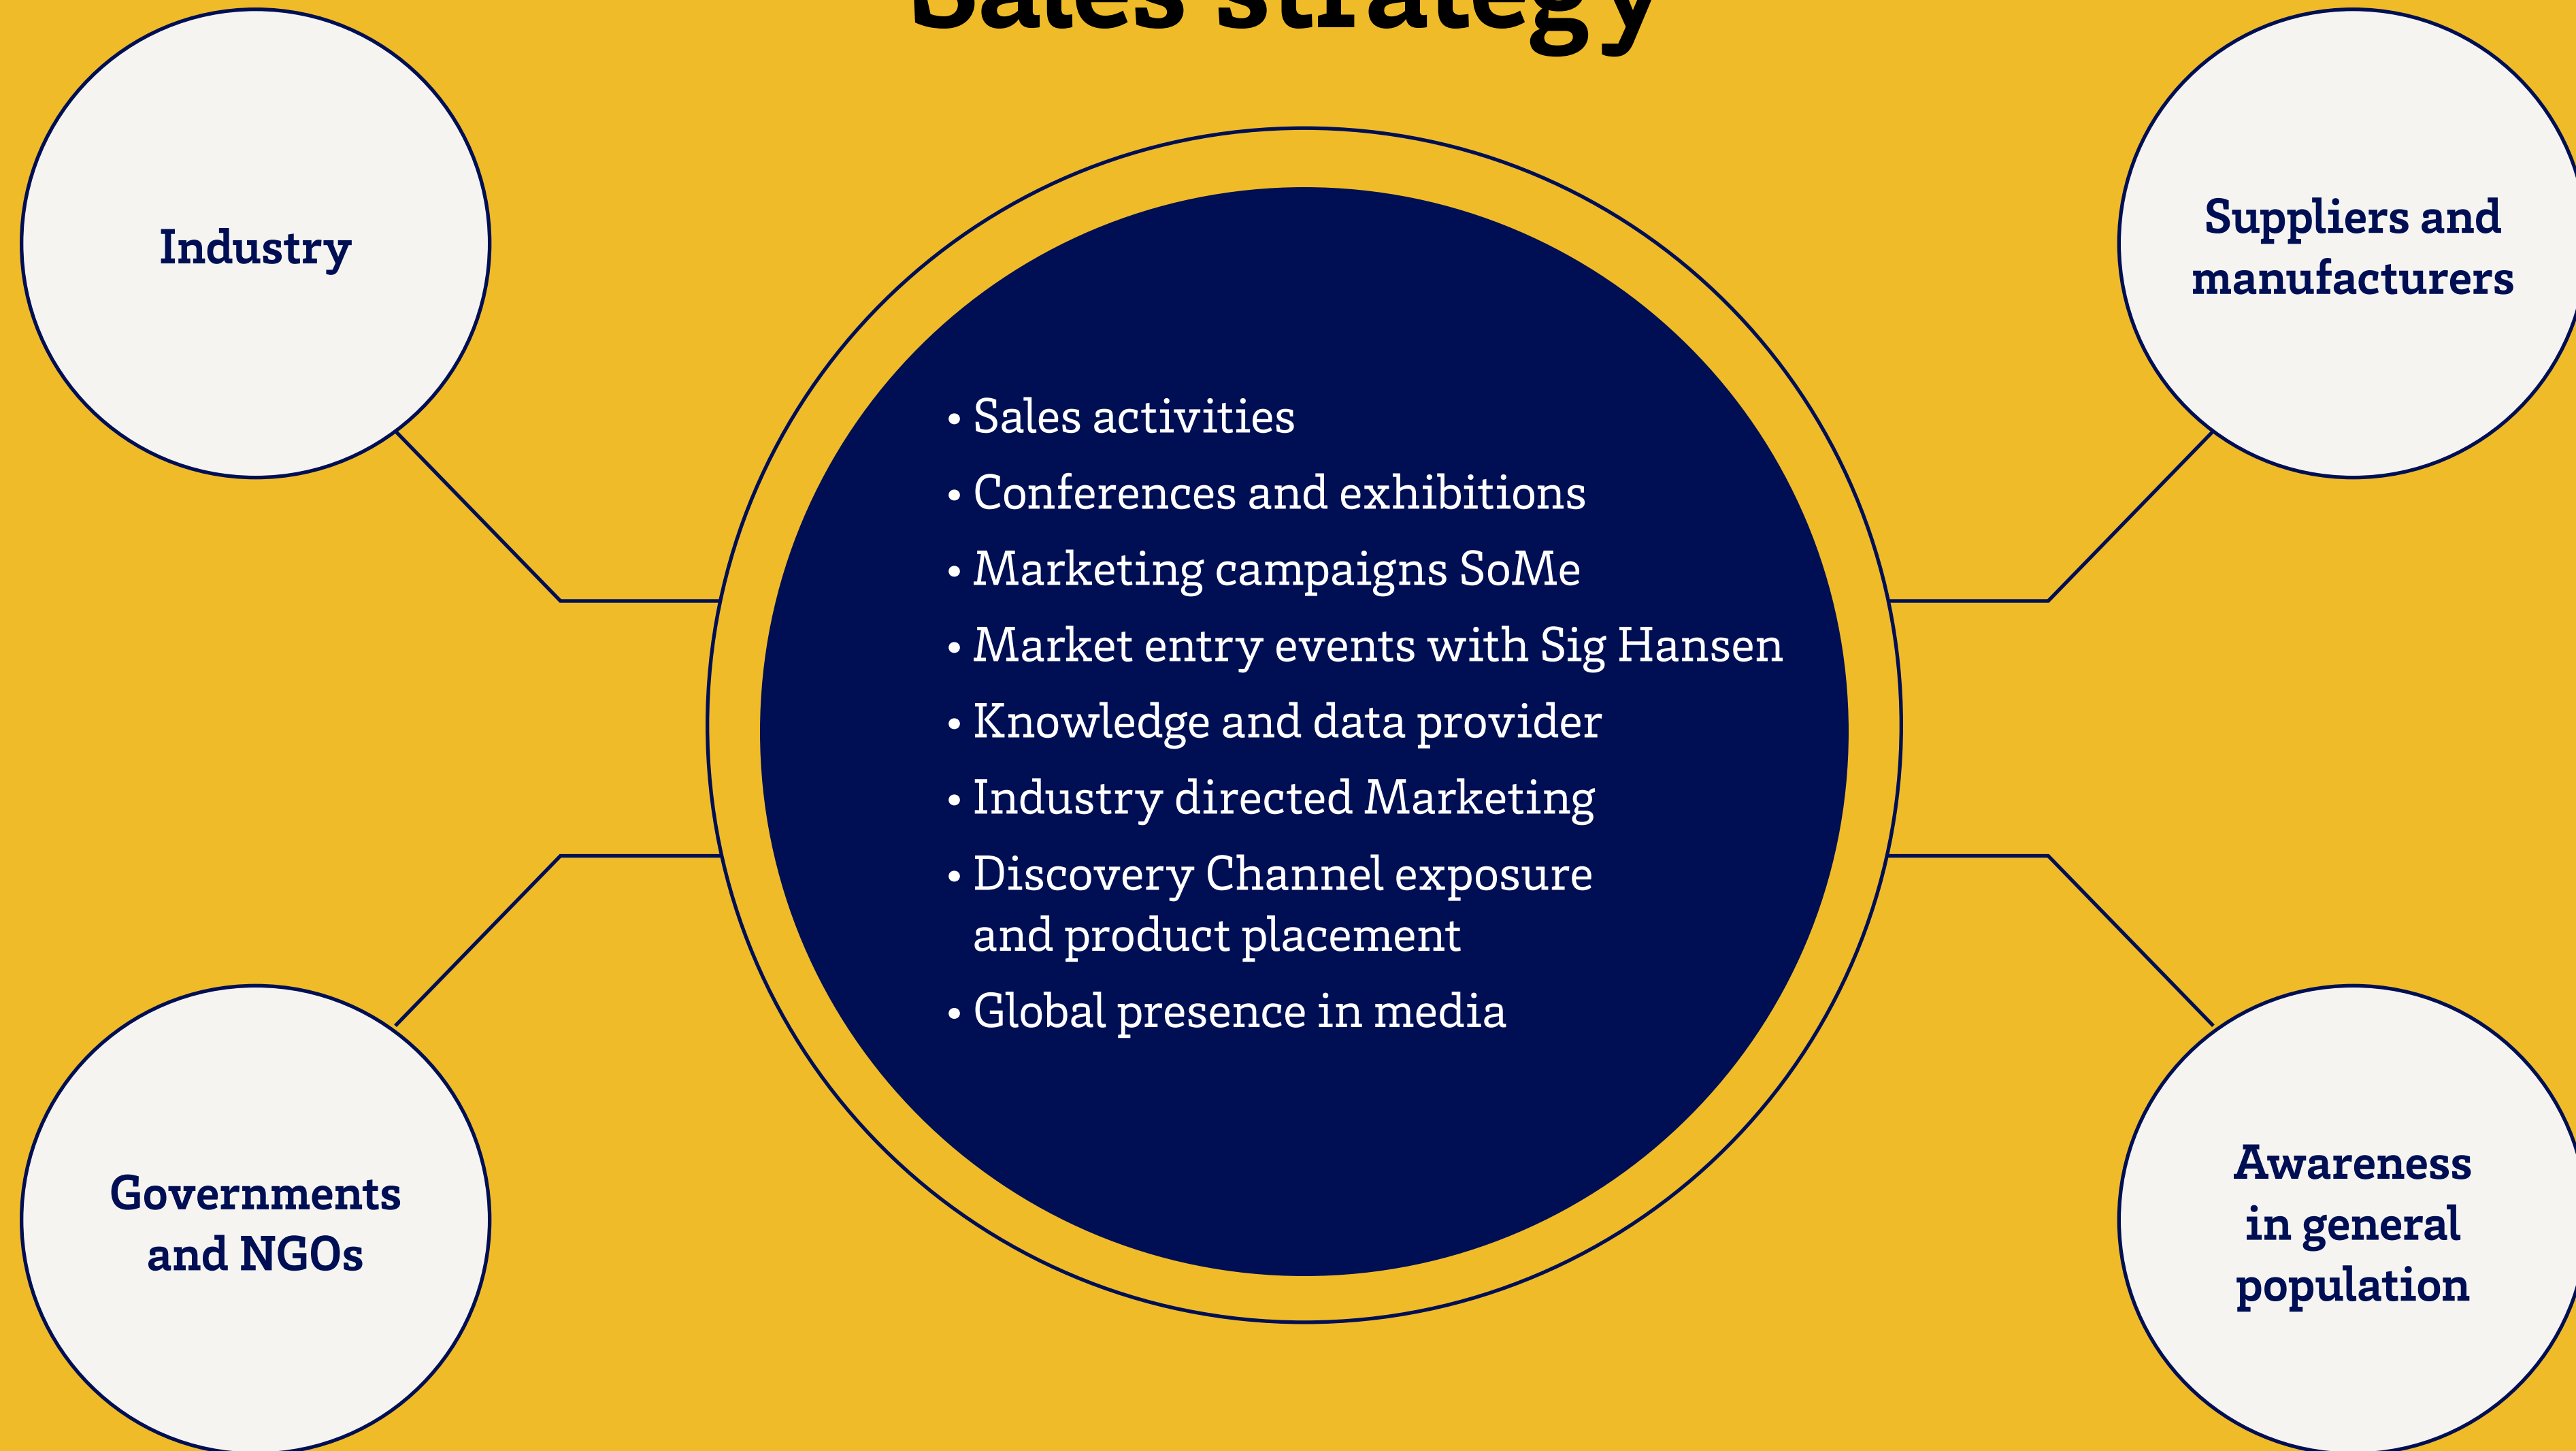 Sales strategy
Industry
Suppliers and
manufacturers
• Sales activities
• Conferences and exhibitions
• Marketing campaigns SoMe
• Market entry events with Sig Hansen
• Knowledge and data provider
• Industry directed Marketing
• Discovery Channel exposure
and product placement
• Global presence in media
Governments
and NGOs
Awareness
in general
population